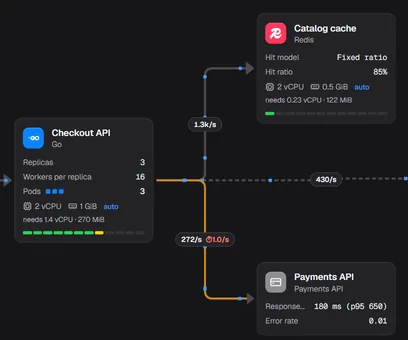 Catalog cache
Redis
Hit model Fixed ratio
Hit ratio 85%
2 vCPU 0.5 GiB auto
needs 0.23 vCPU · 122 MiB
1.3k/s
GO
Checkout API
Go
Replicas 3
Workers per replica 16
Pods 3
2 vCPU 1 GiB auto
needs 1.4 vCPU · 270 MiB
430/s
272/s 1.0/s
Payments API
Payments API
Response... 180 ms (p95 650)
Error rate 0.01